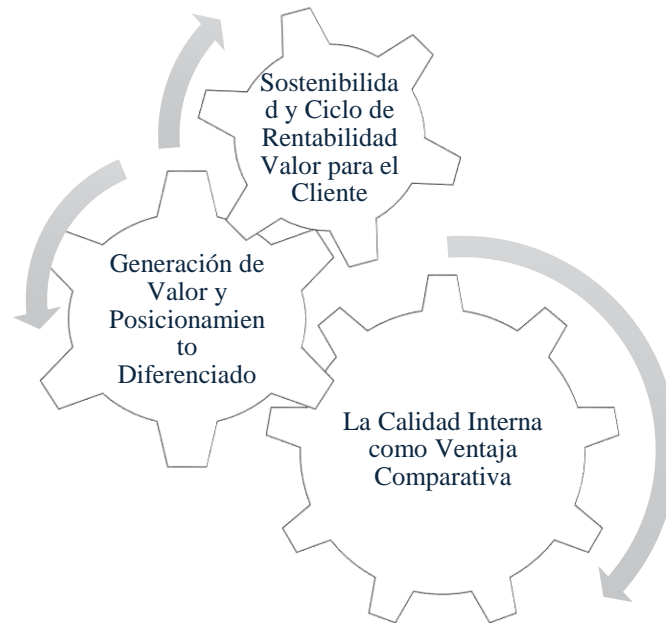 Sostenibilida
d y Ciclo de
Rentabilidad
Valor para el
Cliente
Generación de
Valor y
Posicionamien
to
Diferenciado
La Calidad Interna
como Ventaja
Comparativa